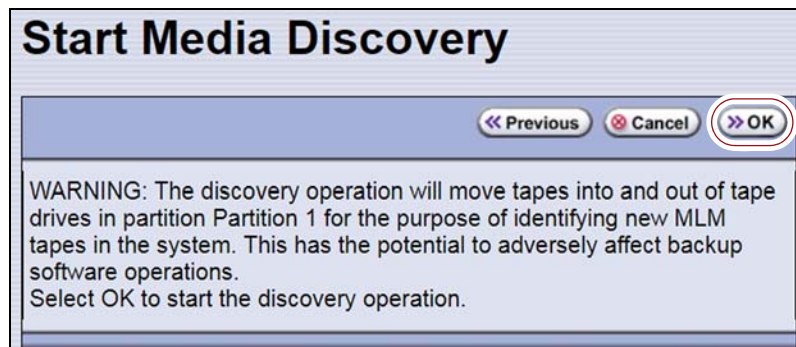 Start Media Discovery
Previous Cancel OK
WARNING: The discovery operation will move tapes into and out of tape
drives in partition Partition 1 for the purpose of identifying new MLM
tapes in the system. This has the potential to adversely affect backup
software operations.
Select OK to start the discovery operation.